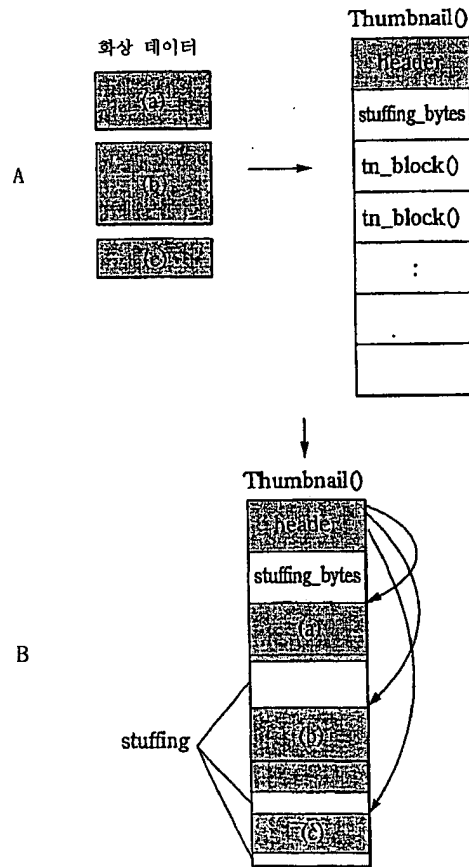 화상 데이터
(a)
(b)
(c)
A
Thumbnail()
header
stuffing_bytes
tn_block()
tn_block()
:
Thumbnail()
header
stuffing_bytes
(a)
(b)
(c)
B
stuffing